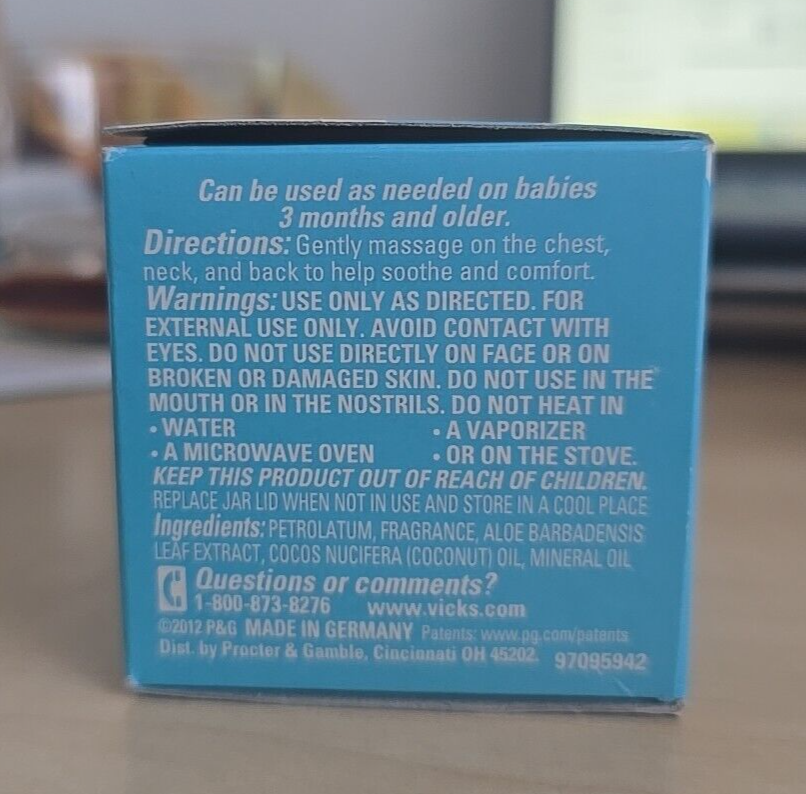 Can be used as needed on babies
3 months and older.
Directions: Gently massage on the chest,
neck, and back to help soothe and comfort.
Warnings: USE ONLY AS DIRECTED. FOR
EXTERNAL USE ONLY. AVOID CONTACT WITH
EYES. DO NOT USE DIRECTLY ON FACE OR ON
BROKEN OR DAMAGED SKIN. DO NOT USE IN THE
MOUTH OR IN THE NOSTRILS. DO NOT HEAT IN
• WATER • A VAPORIZER
• A MICROWAVE OVEN • OR ON THE STOVE.
KEEP THIS PRODUCT OUT OF REACH OF CHILDREN.
REPLACE JAR LID WHEN NOT IN USE AND STORE IN A COOL PLACE
Ingredients: PETROLATUM, FRAGRANCE, ALOE BARBADENSIS
LEAF EXTRACT, COCOS NUCIFERA (COCONUT) OIL, MINERAL OIL
Questions or comments?
1-800-873-8276 www.vicks.com
©2012 P&G MADE IN GERMANY Patents: www.pg.com/patents
Dist. by Procter & Gamble, Cincinnati OH 45202. 97095942